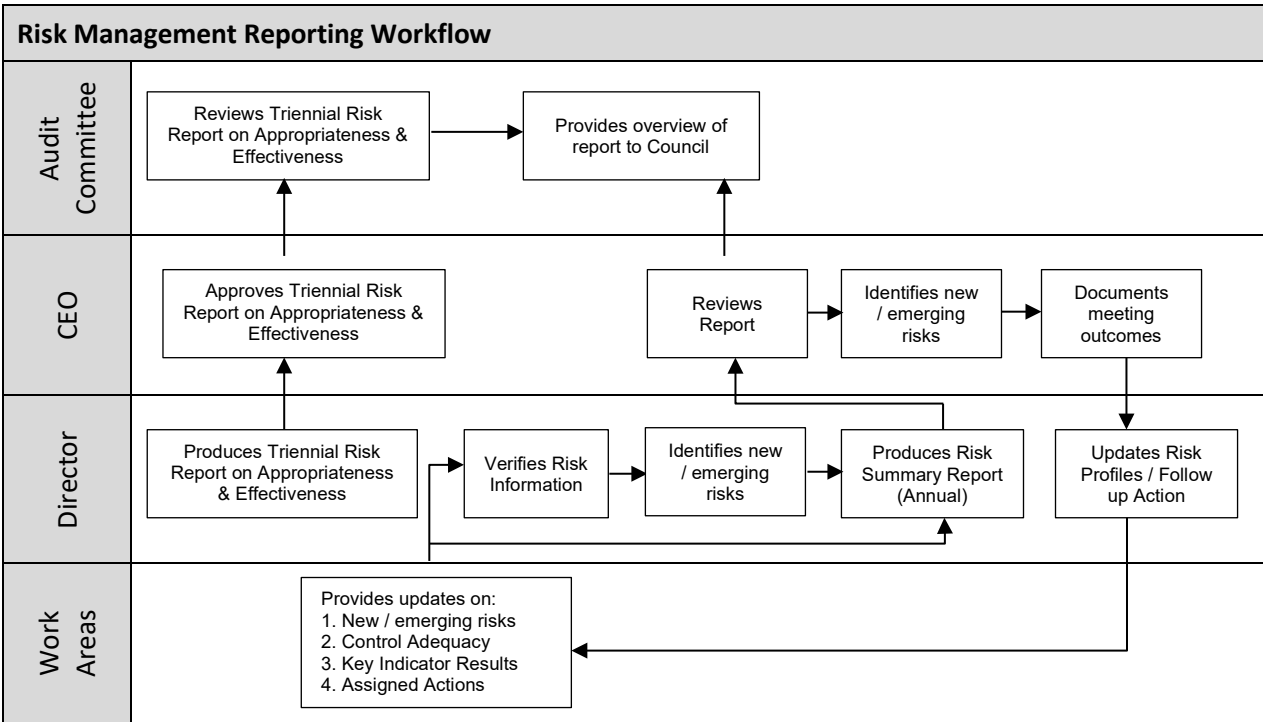 Risk Management Reporting Workflow
Audit
Committee
Reviews Triennial Risk
Report on Appropriateness &
Effectiveness
Provides overview of
report to Council
CEO
Approves Triennial Risk
Report on Appropriateness &
Effectiveness
Reviews
Report
Identifies new
/ emerging
risks
Documents
meeting
outcomes
Director
Produces Triennial Risk
Report on Appropriateness
& Effectiveness
Verifies Risk
Information
Identifies new
/ emerging
risks
Produces Risk
Summary Report
(Annual)
Updates Risk
Profiles / Follow
up Action
Work
Areas
Provides updates on:
1. New / emerging risks
2. Control Adequacy
3. Key Indicator Results
4. Assigned Actions